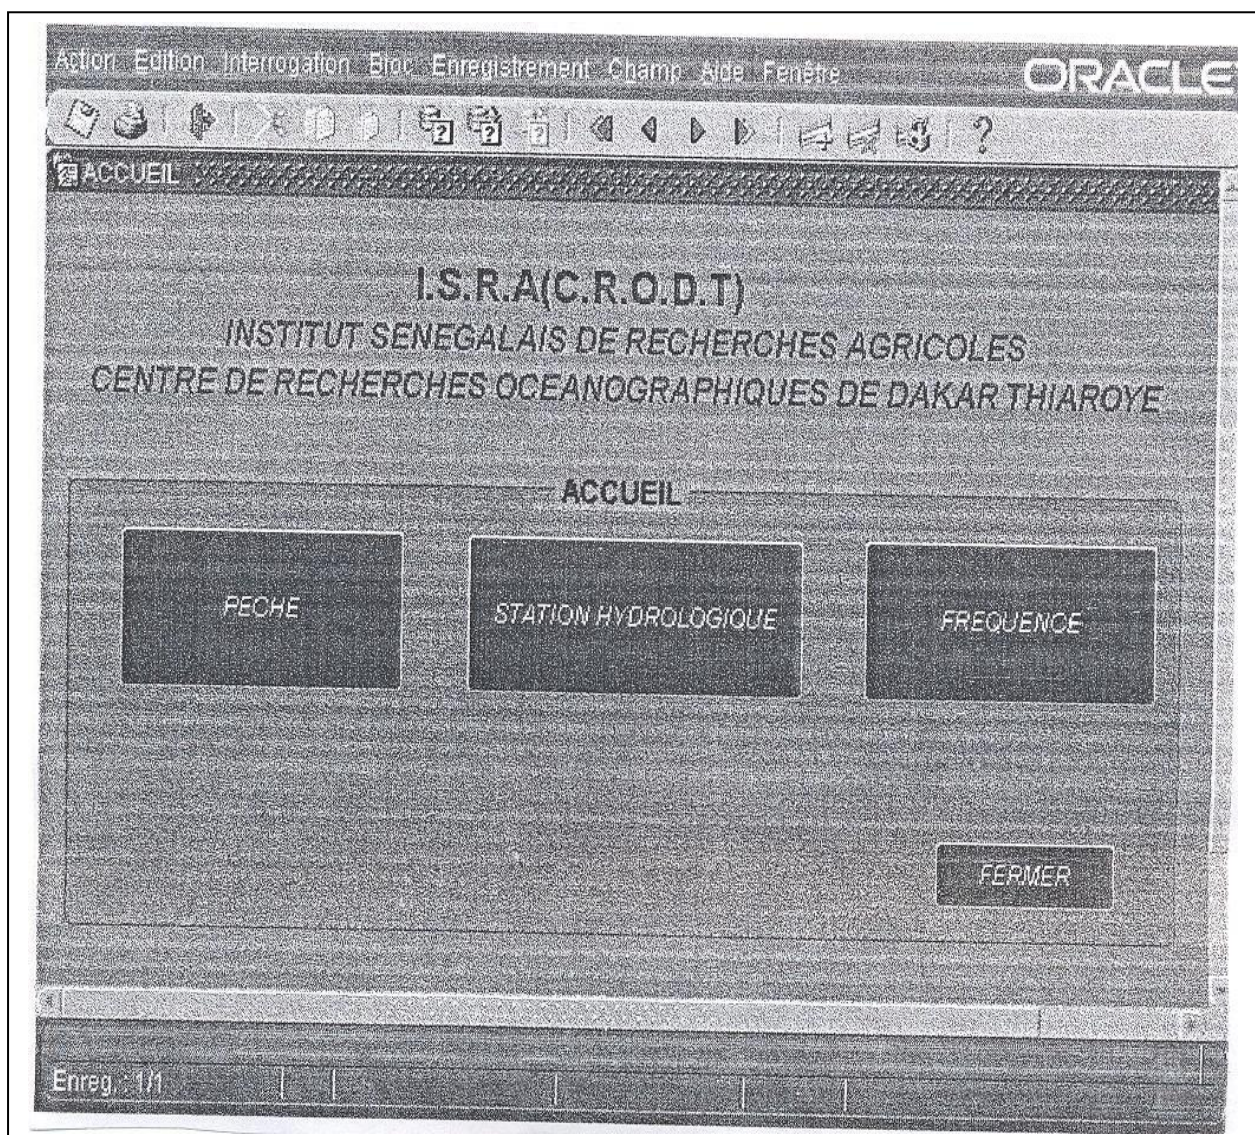 Action Edition Interrogation Bloc Enregistrement Champ Aide Fenêtre
ORACLE
ACCUEIL
I.S.R.A(C.R.O.D.T)
INSTITUT SENEGALAIS DE RECHERCHES AGRICOLES
CENTRE DE RECHERCHES OCEANOGRAPHIQUES DE DAKAR THIAROYE
ACCUEIL
PECHE
STATION HYDROLOGIQUE
FREQUENCE
FERMER
Enreg. : 1/1